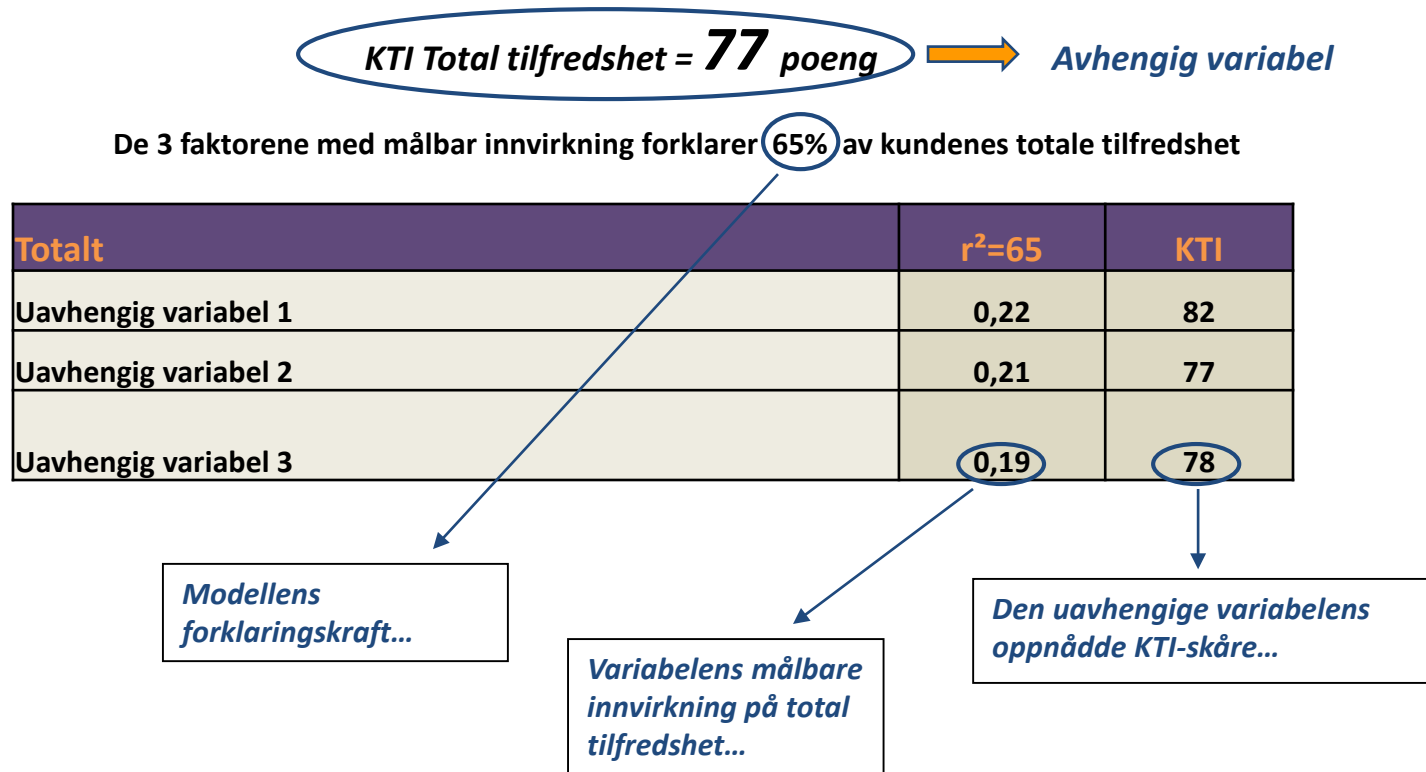 KTI Total tilfredshet = 77 poeng
Avhengig variabel
De 3 faktorene med målbar innvirkning forklarer 65% av kundenes totale tilfredshet
Totalt r²=65 KTI
Uavhengig variabel 1 0,22 82
Uavhengig variabel 2 0,21 77
Uavhengig variabel 3 0,19 78
Modellens
forklaringskraft…
Variabelens målbare
innvirkning på total
tilfredshet…
Den uavhengige variabelens
oppnådde KTI-skåre…